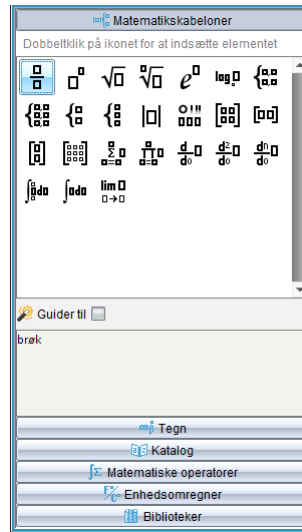 Matematikskabeloner
Dobbeltklik på ikonet for at indsætte elementet
Guider til
brøk
Tegn
Katalog
Matematiske operatorer
Enhedsomregner
Biblioteker